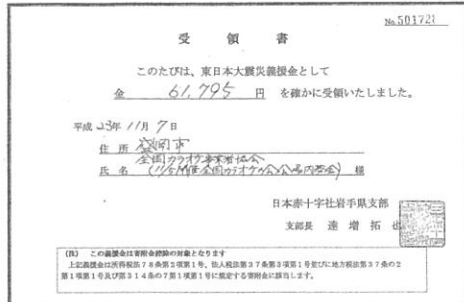 No. 501728
受領書
このたびは、東日本大震災義援金として
金 61,795 円 を確かに受領いたしました。
平成 23年 11月 7日
住所 盛岡市
全国カラオケ事業者協会
氏名 様
日本赤十字社岩手県支部
支部長 達増拓也
(注) この義援金は寄附金控除の対象となります
上記義援金は所得税法第78条第2項第1号、法人税法第37条第3項第1号並びに地方税法第37条の2
第1項第1号及び第314条の7第1項第1号に規定する寄附金に該当します。